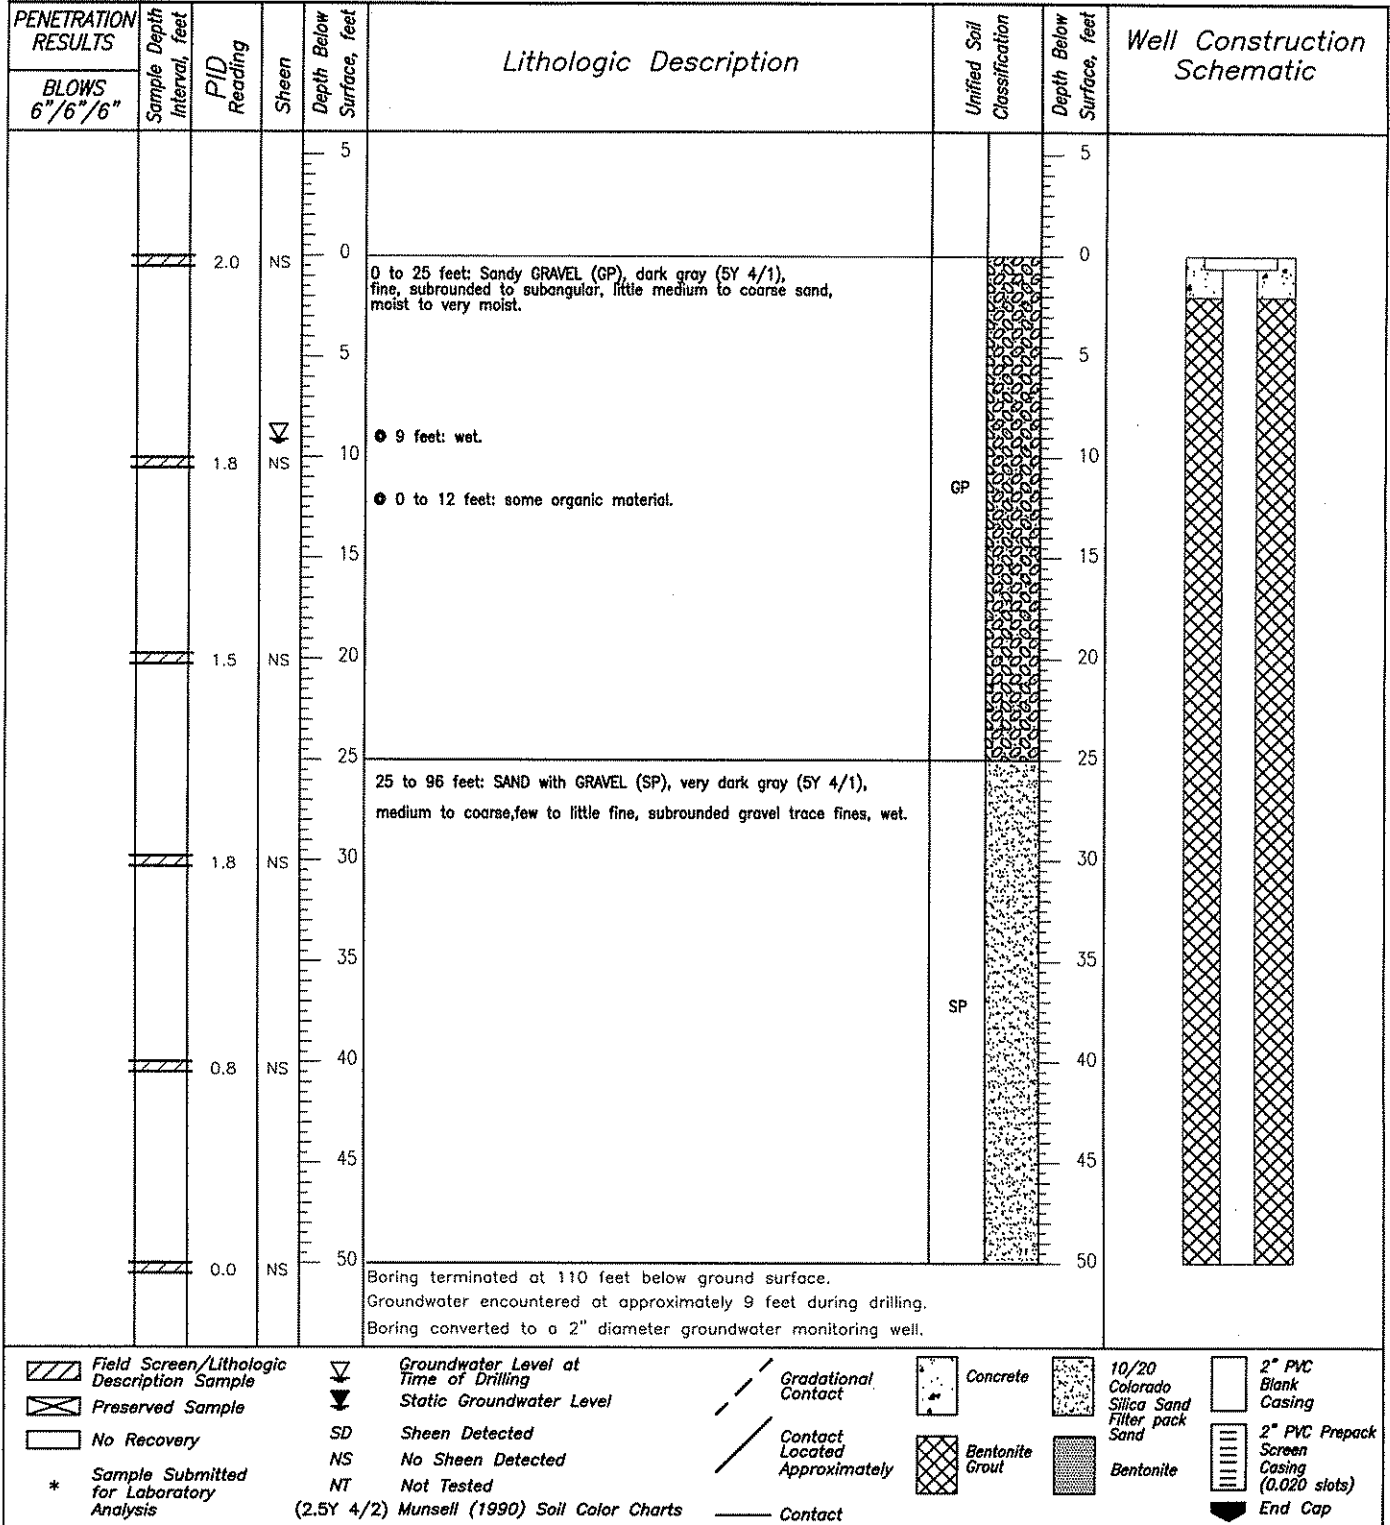 PENETRATION
RESULTS
BLOWS
6"/6"/6"
Sample Depth
Interval, feet
PID
Reading
Sheen
Depth Below
Surface, feet
Lithologic Description
Unified Soil
Classification
Depth Below
Surface, feet
Well Construction
Schematic
5
5
2.0
NS
0
0
0 to 25 feet: Sandy GRAVEL (GP), dark gray (5Y 4/1),
fine, subrounded to subangular, little medium to coarse sand,
moist to very moist.
5
5
9 feet: wet.
1.8
NS
10
10
GP
0 to 12 feet: some organic material.
15
15
1.5
NS
20
20
25
25
25 to 96 feet: SAND with GRAVEL (SP), very dark gray (5Y 4/1),
medium to coarse,few to little fine, subrounded gravel trace fines, wet.
1.8
NS
30
30
35
35
SP
0.8
NS
40
40
45
45
0.0
NS
50
50
Boring terminated at 110 feet below ground surface.
Groundwater encountered at approximately 9 feet during drilling.
Boring converted to a 2" diameter groundwater monitoring well.
Field Screen/Lithologic
Description Sample
Preserved Sample
No Recovery
* Sample Submitted
for Laboratory
Analysis
Groundwater Level at
Time of Drilling
Static Groundwater Level
SD Sheen Detected
NS No Sheen Detected
NT Not Tested
(2.5Y 4/2) Munsell (1990) Soil Color Charts
Gradational
Contact
Contact
Located
Approximately
Contact
Concrete
Bentonite
Grout
10/20
Colorado
Silica Sand
Filter pack
Sand
Bentonite
2" PVC
Blank
Casing
2" PVC Prepack
Screen
Casing
(0.020 slots)
End Cap